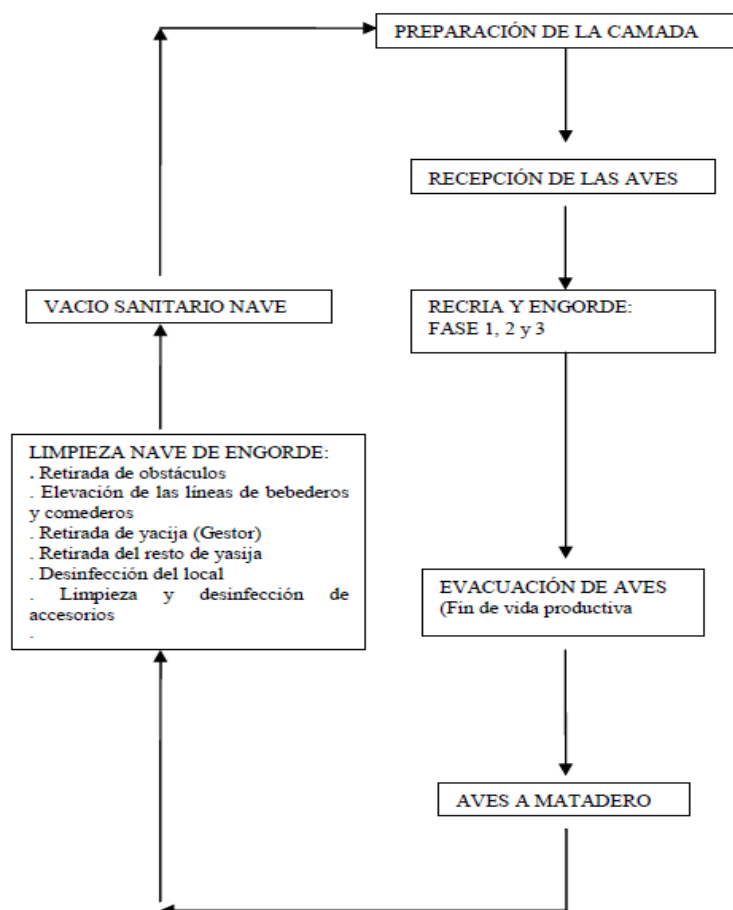 PREPARACIÓN DE LA CAMADA
RECEPCIÓN DE LAS AVES
VACIO SANITARIO NAVE
RECRIA Y ENGORDE:
FASE 1, 2 y 3
LIMPIEZA NAVE DE ENGORDE:
. Retirada de obstáculos
. Elevación de las líneas de bebederos
y comederos
. Retirada de yacija (Gestor)
. Retirada del resto de yasija
. Desinfección del local
. Limpieza y desinfección de
accesorios
.
EVACUACIÓN DE AVES
(Fin de vida productiva
AVES A MATADERO